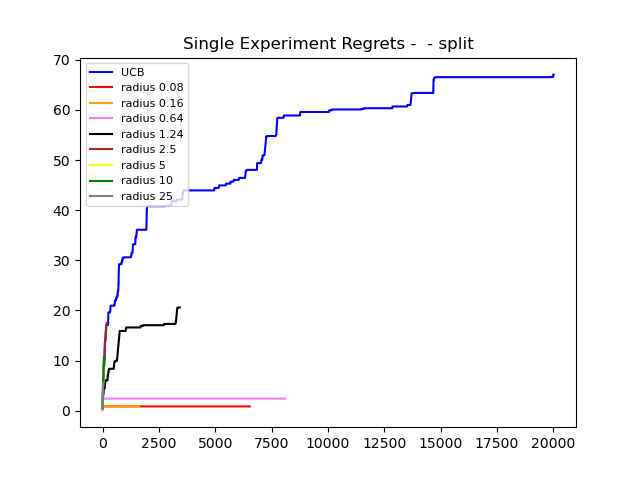 Single Experiment Regrets -  - split
70
60
50
40
30
20
10
0
UCB
radius 0.08
radius 0.16
radius 0.64
radius 1.24
radius 2.5
radius 5
radius 10
radius 25
0 2500 5000 7500 10000 12500 15000 17500 20000